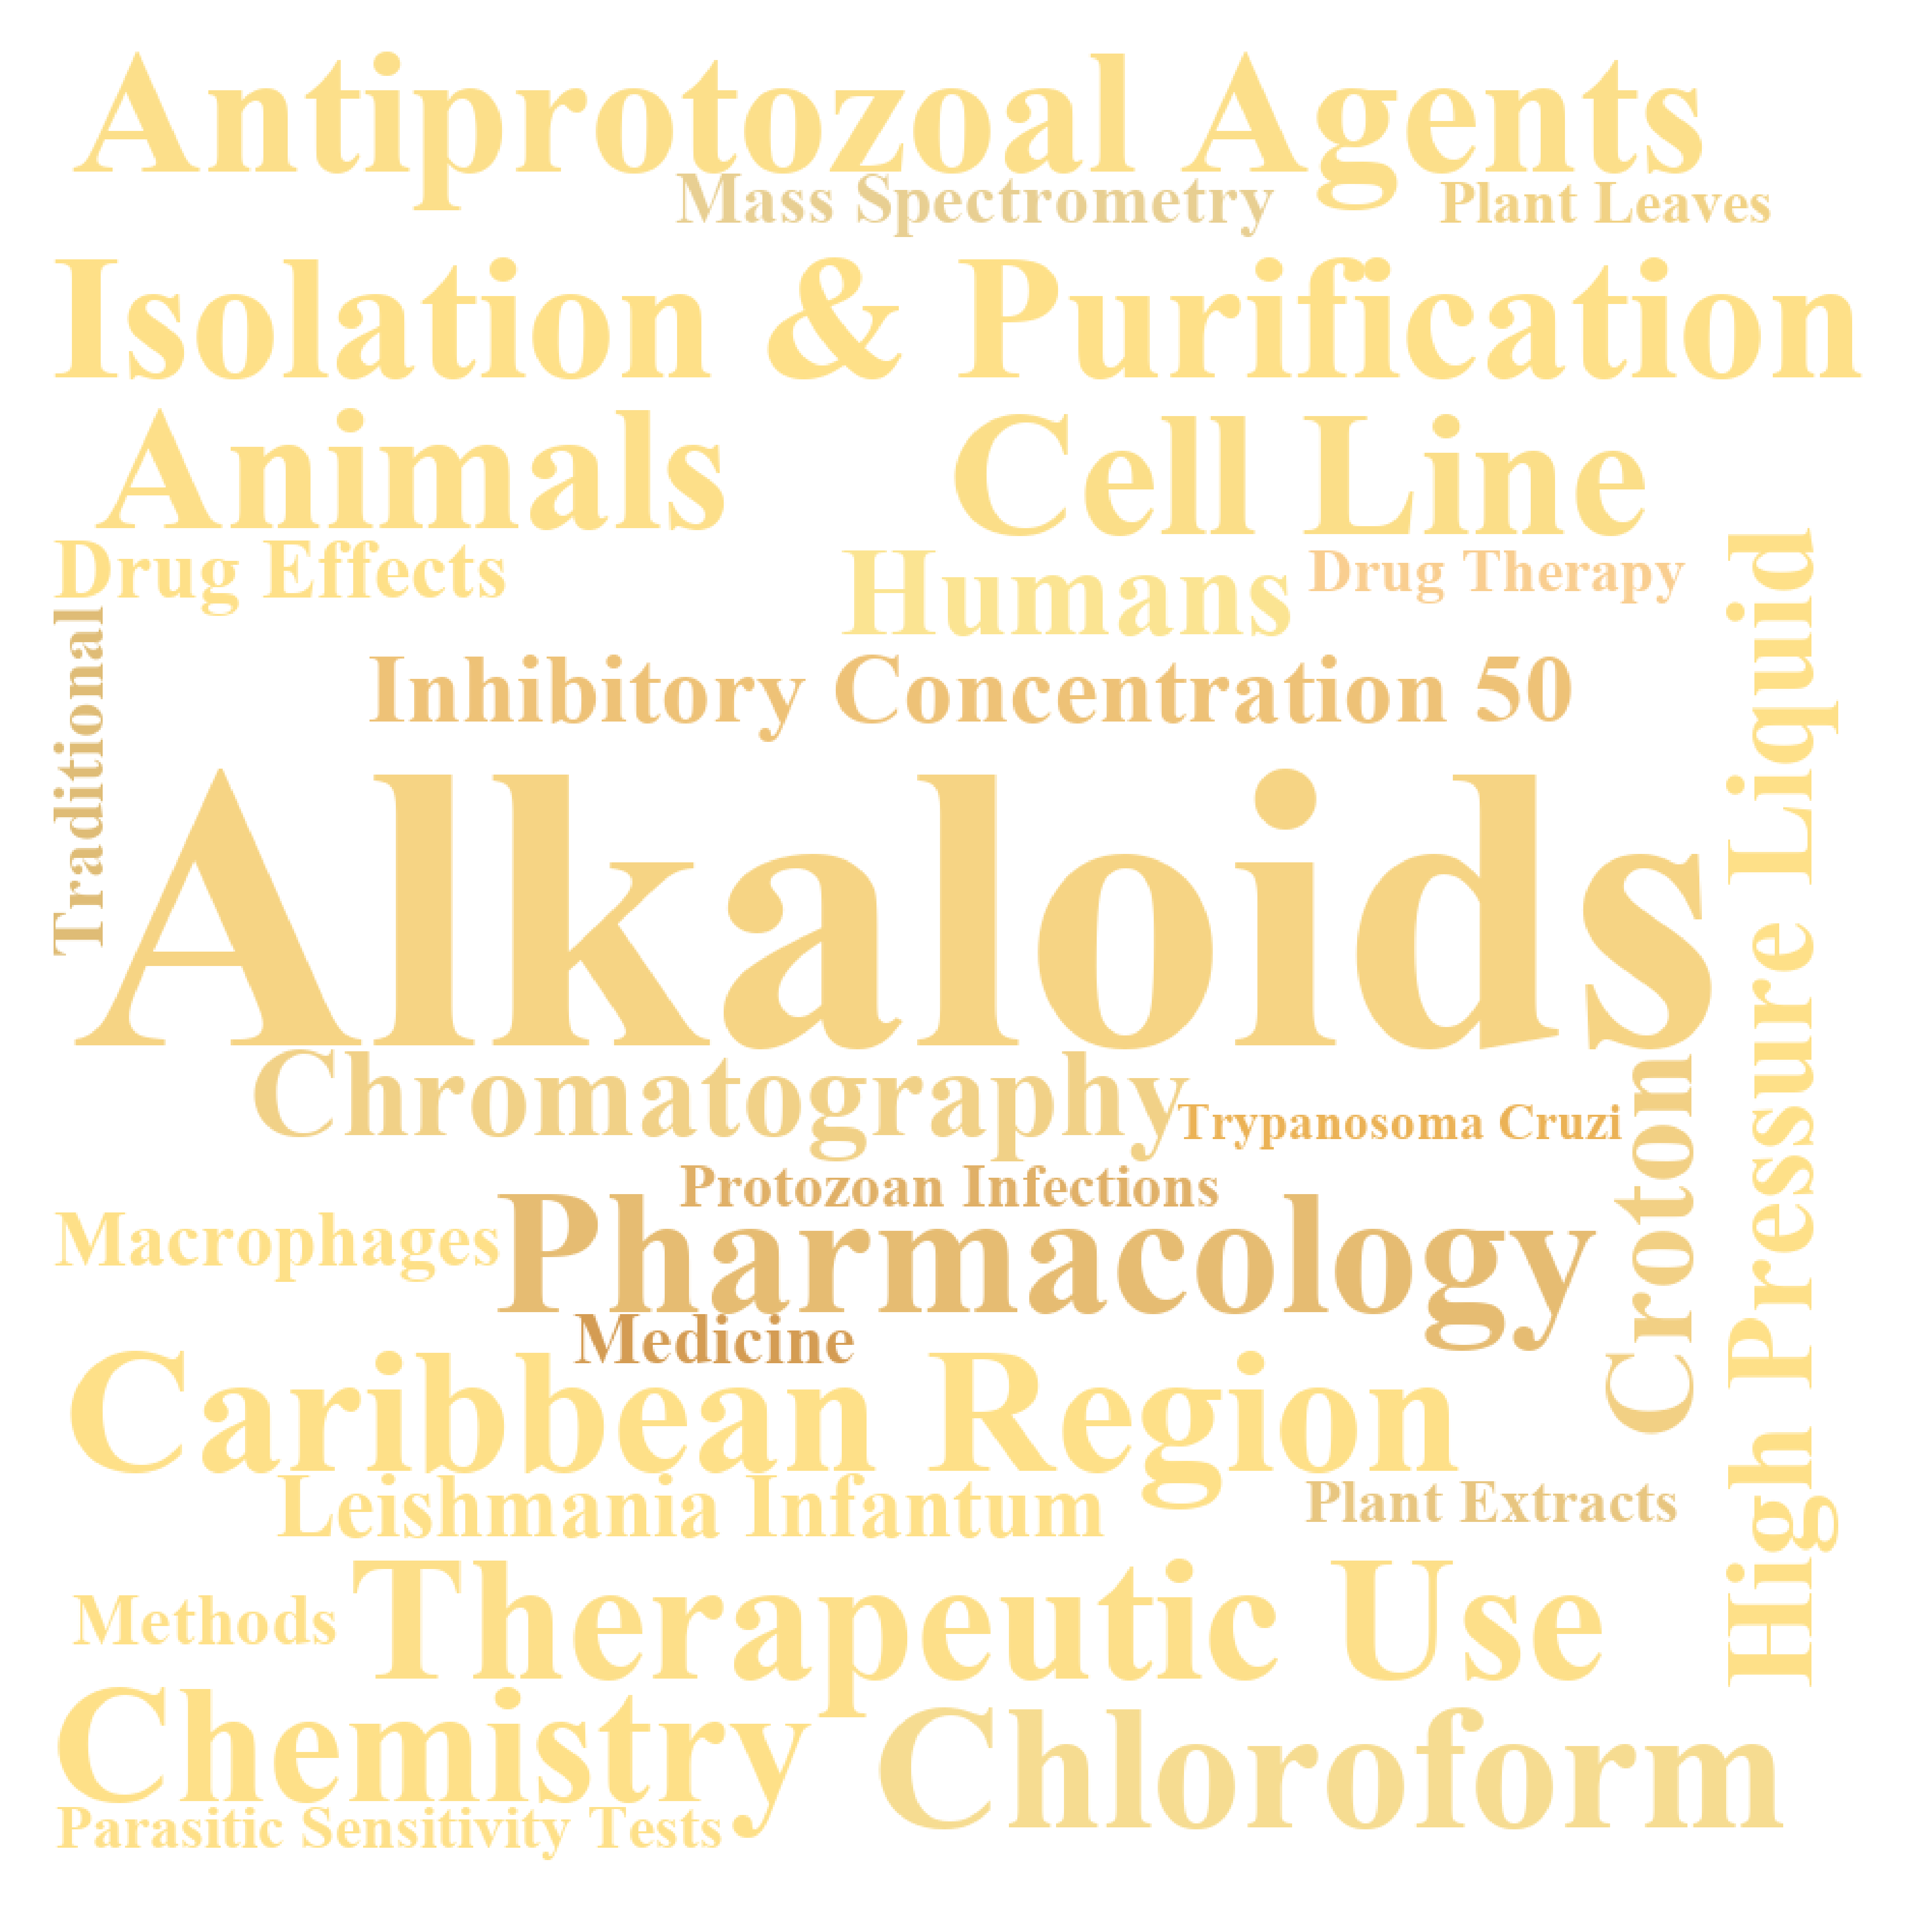 Antiprotozoal Agents
Mass Spectrometry
Plant Leaves
Isolation & Purification
Animals
Cell Line
Drug Effects
Humans
Drug Therapy
High Pressure Liquid
Traditional
Inhibitory Concentration 50
Alkaloids
Chromatography
Trypanosoma Cruzi
Croton
Protozoan Infections
Macrophages
Pharmacology
Medicine
Caribbean Region
Leishmania Infantum
Plant Extracts
Methods
Therapeutic Use
Chemistry
Chloroform
Parasitic Sensitivity Tests